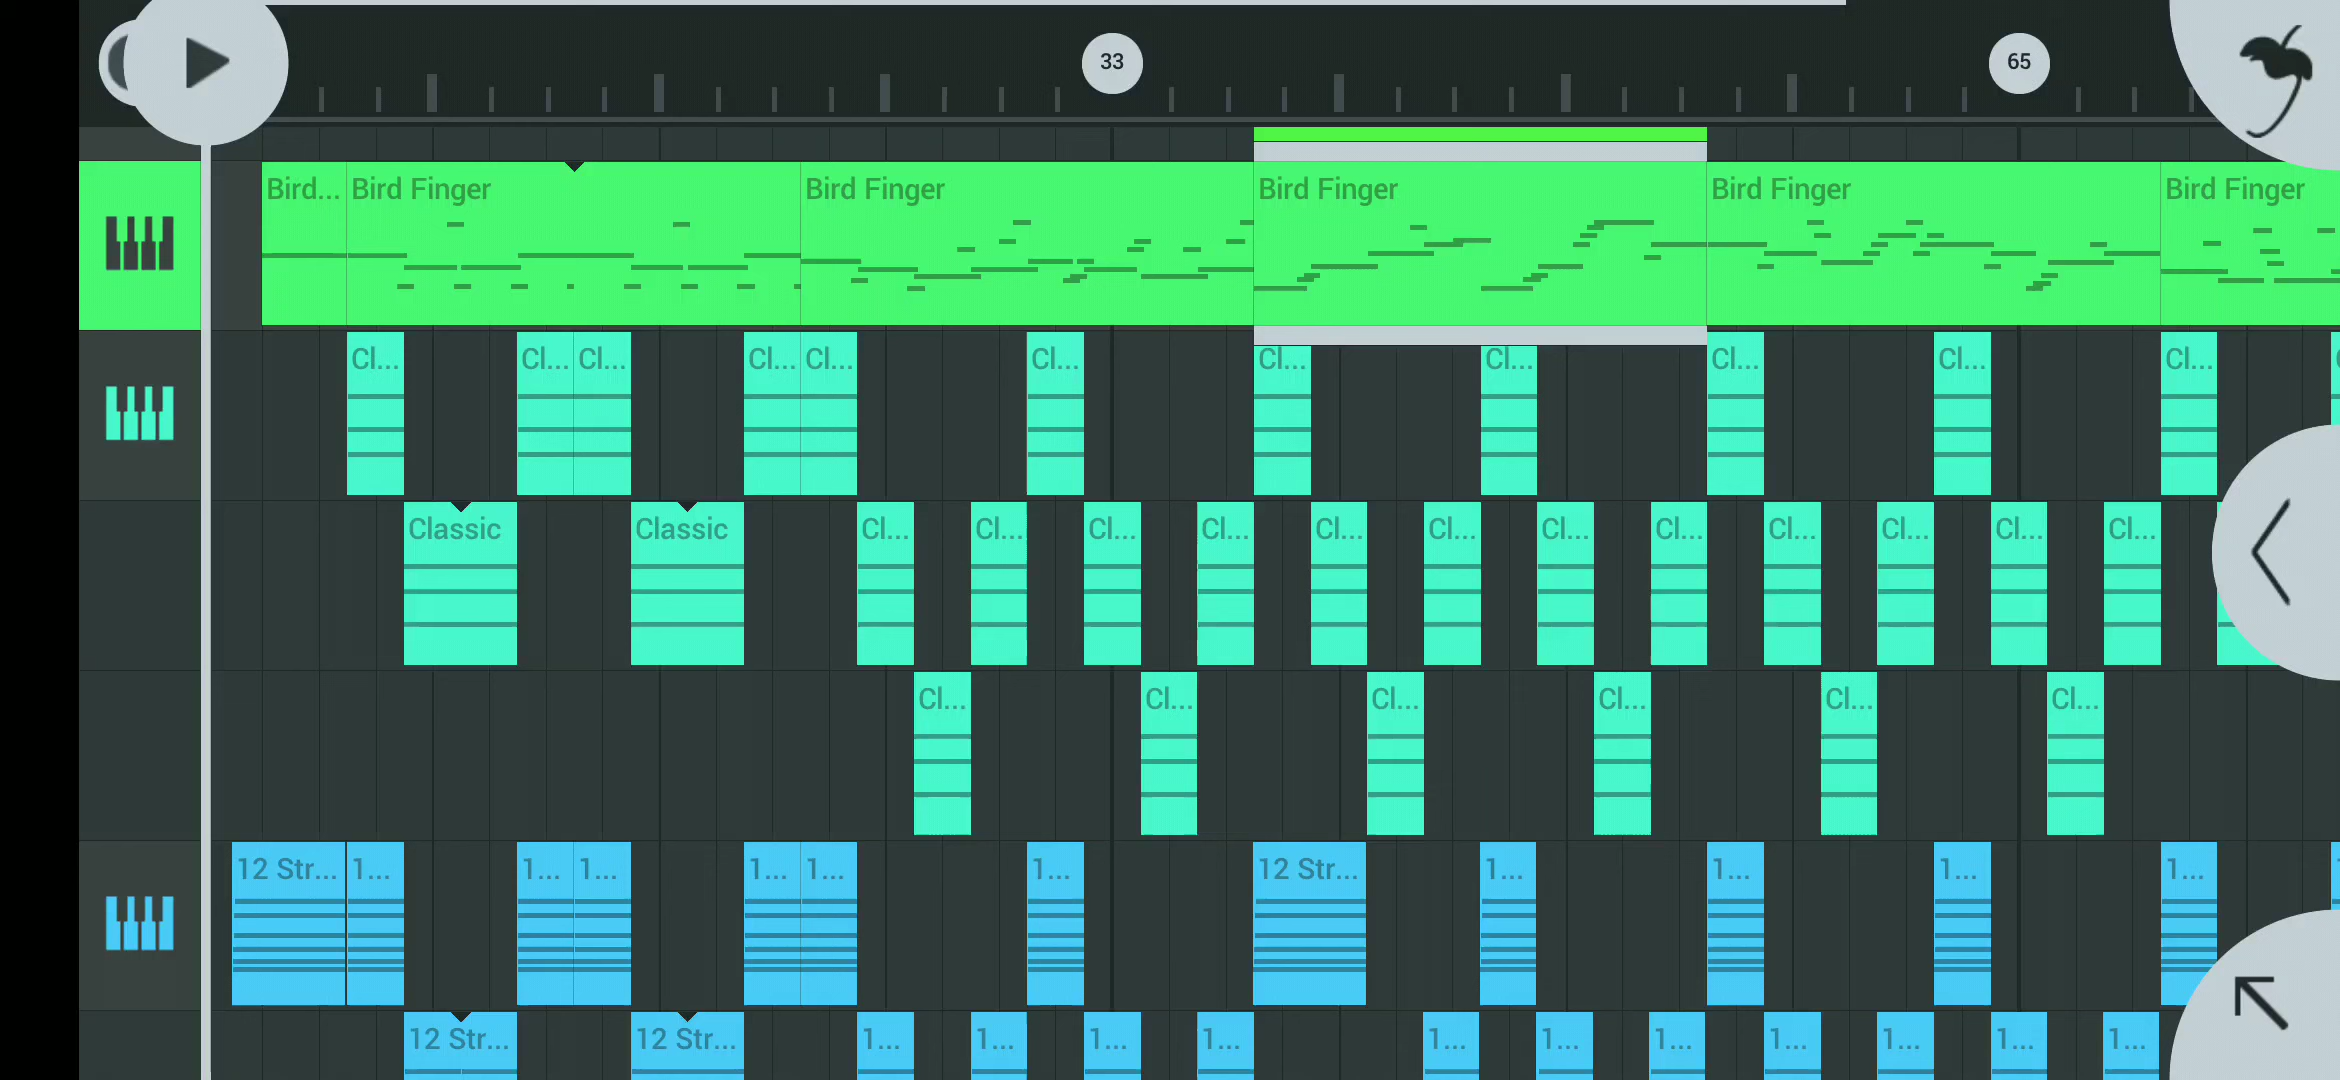 33 65
Bird... Bird Finger Bird Finger Bird Finger Bird Finger Bird Finger
Cl... Cl... Cl... Cl... Cl... Cl... Cl... Cl... Cl... Cl... Cl...
Classic Classic Cl... Cl... Cl... Cl... Cl... Cl... Cl... Cl... Cl... Cl... Cl... Cl...
Cl... Cl... Cl... Cl... Cl... Cl...
12 Str... 1... 1... 1... 1... 1... 1... 12 Str... 1... 1... 1... 1...
12 Str... 12 Str... 1... 1... 1... 1... 1... 1... 1... 1... 1... 1... 1...